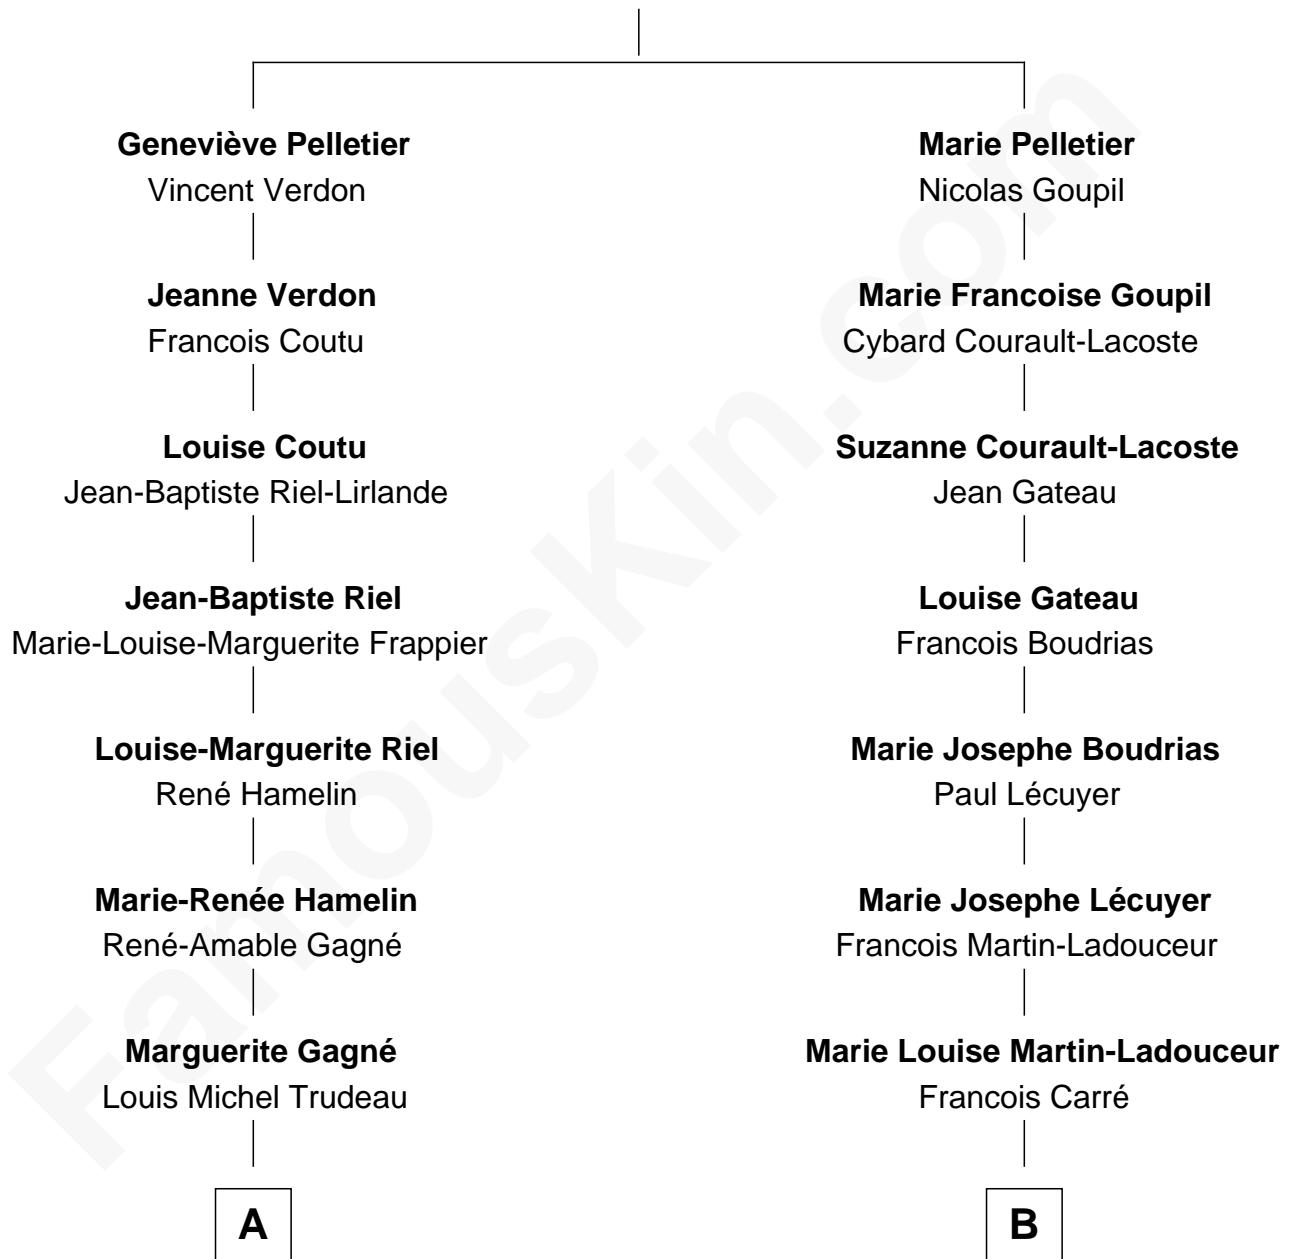 Geneviève Pelletier
Vincent Verdon
Jeanne Verdon
Francois Coutu
Louise Coutu
Jean-Baptiste Riel-Lirlande
Jean-Baptiste Riel
Marie-Louise-Marguerite Frappier
Louise-Marguerite Riel
René Hamelin
Marie-Renée Hamelin
René-Amable Gagné
Marguerite Gagné
Louis Michel Trudeau
A
Marie Pelletier
Nicolas Goupil
Marie Francoise Goupil
Cybard Courault-Lacoste
Suzanne Courault-Lacoste
Jean Gateau
Louise Gateau
Francois Boudrias
Marie Josephe Boudrias
Paul Lécuyer
Marie Josephe Lécuyer
Francois Martin-Ladouceur
Marie Louise Martin-Ladouceur
Francois Carré
B
FamousKin.com